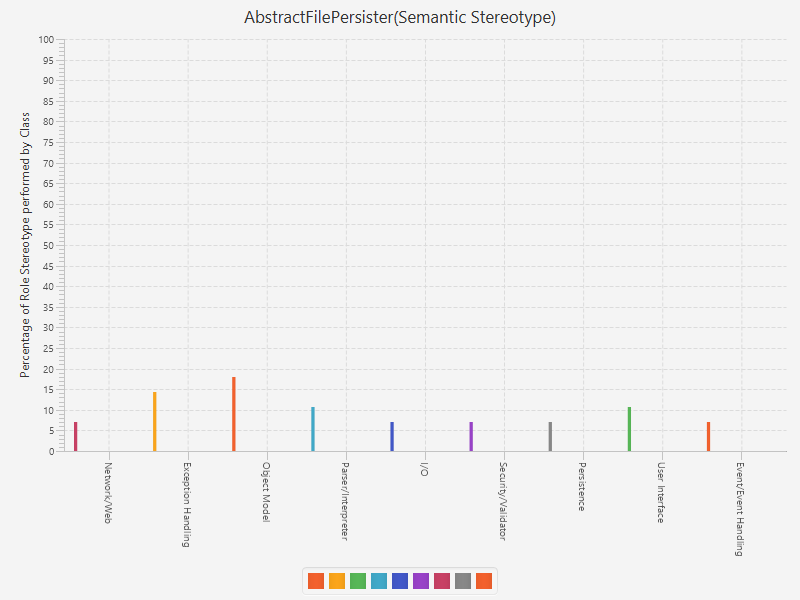 AbstractFilePersister(Semantic Stereotype)
Percentage of Role Stereotype performed by Class
100
95
90
85
80
75
70
65
60
55
50
45
40
35
30
25
20
15
10
5
0
Network/Web
Exception Handling
Object Model
Parser/Interpreter
I/O
Security/Validator
Persistence
User Interface
Event/Event Handling